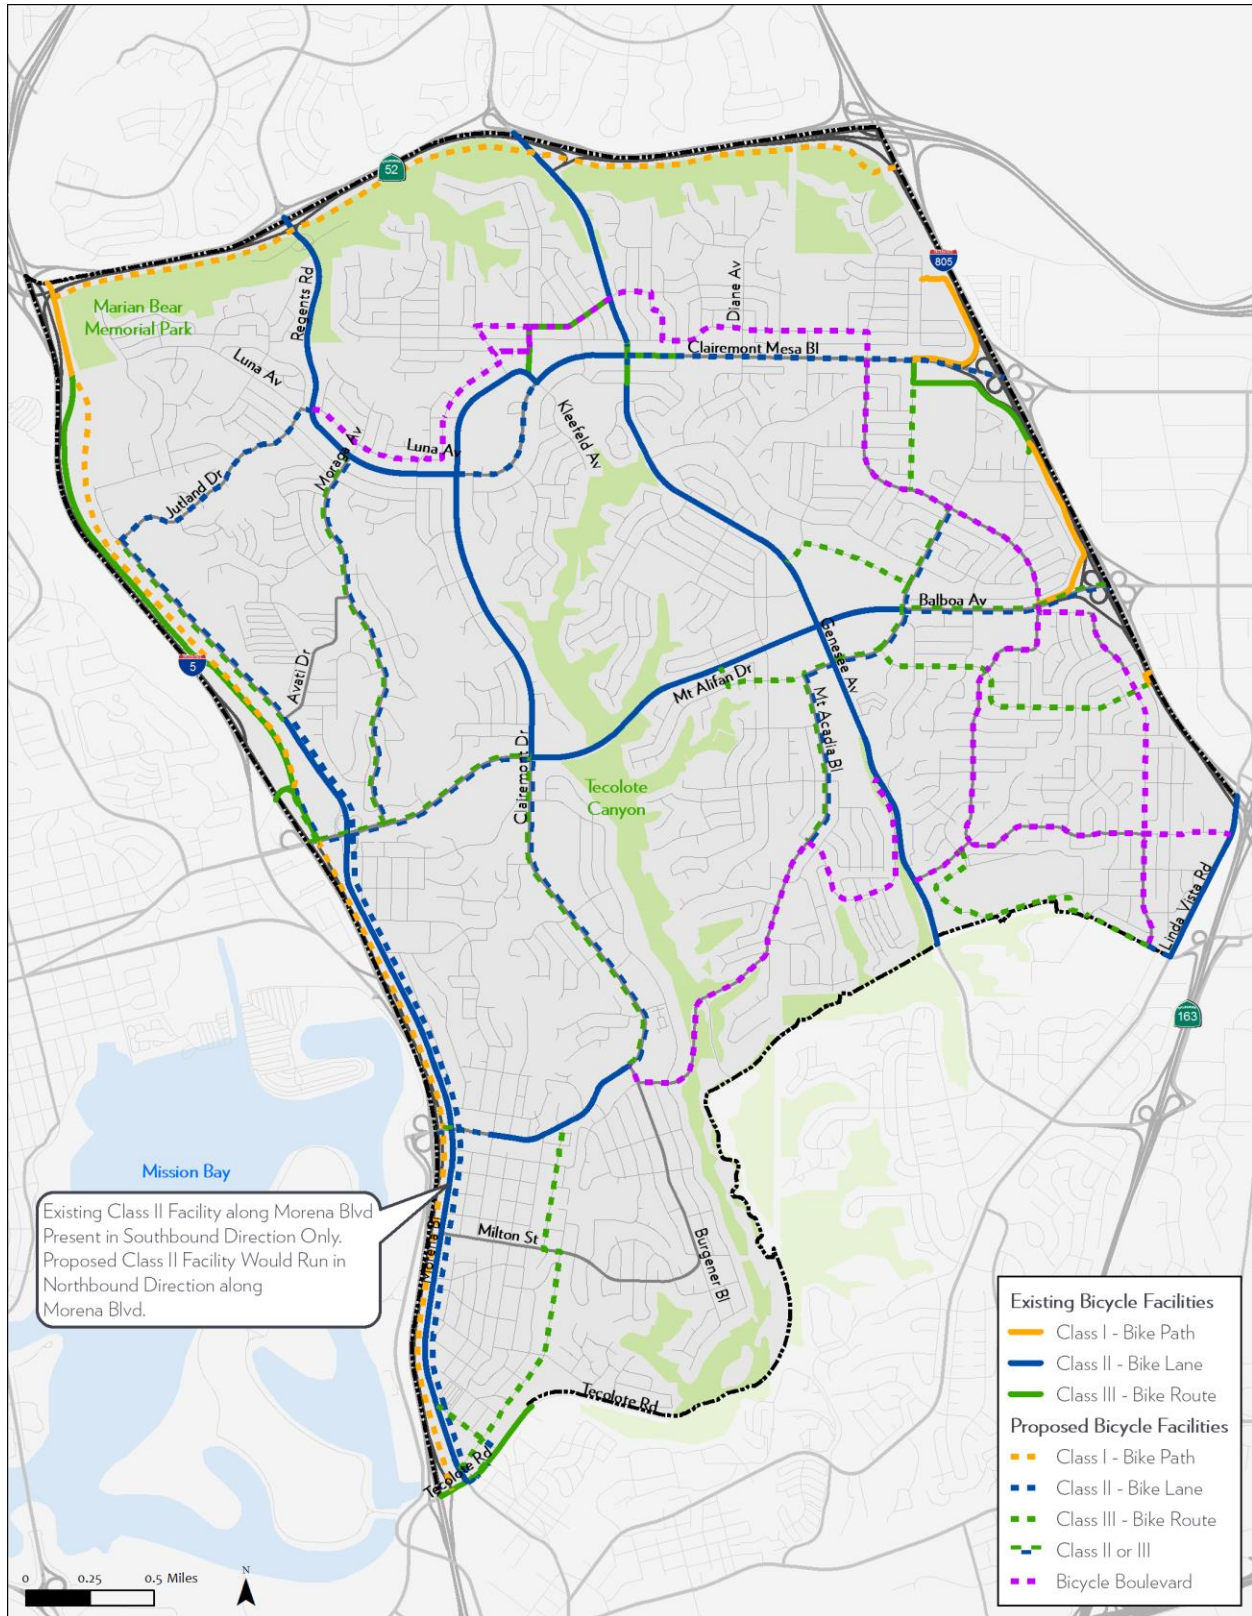 52
805
Marian Bear
Memorial Park
Regents Rd
Diane Av
Luna Av
Clairemont Mesa Bl
Kleefeld Av
Luna Av
Moraga Av
Jutland Dr
Balboa Av
Genesee Av
5
Avati Dr
Mt Alifan Dr
Mt Acadia Bl
Clairemont Dr
Tecolote
Canyon
Linda Vista Rd
163
Mission Bay
Existing Class II Facility along Morena Blvd
Present in Southbound Direction Only.
Proposed Class II Facility Would Run in
Northbound Direction along
Morena Blvd.
Morena Bl
Milton St
Burgener Bl
Tecolote Rd
Tecolote Rd
Existing Bicycle Facilities
Class I - Bike Path
Class II - Bike Lane
Class III - Bike Route
Proposed Bicycle Facilities
Class I - Bike Path
Class II - Bike Lane
Class III - Bike Route
Class II or III
Bicycle Boulevard
0 0.25 0.5 Miles
N